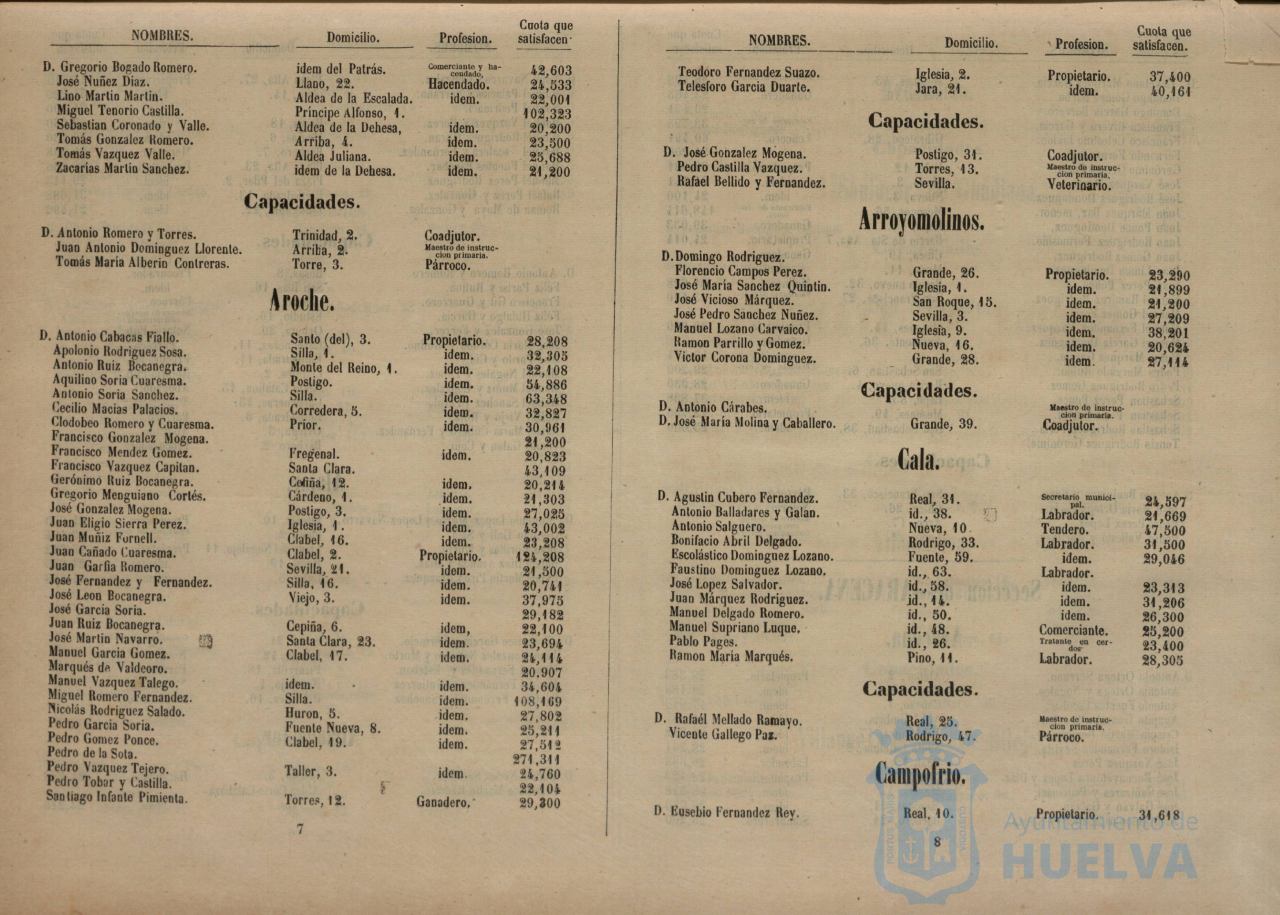 NOMBRES. Domicilio. Profesion. Cuota que satisfacen.
D. Gregorio Bogado Romero. idem del Patrás. Comerciante y hacendado, 42,603
José Nuñez Diaz. Llano, 22. Hacendado. 24,533
Lino Martin Martin. Aldea de la Escalada. idem. 22,001
Miguel Tenorio Castilla. Príncipe Alfonso, 1. 102,323
Sebastian Coronado y Valle. Aldea de la Dehesa, idem. 20,200
Tomás Gonzalez Romero. Arriba, 4. idem. 23,500
Tomás Vazquez Valle. Aldea Juliana. idem. 25,688
Zacarías Martin Sanchez. idem de la Dehesa. idem. 21,200
Capacidades.
D. Antonio Romero y Torres. Trinidad, 2. Coadjutor.
Juan Antonio Dominguez Llorente. Arriba, 2. Maestro de instruccion primaria.
Tomás María Alberin Contreras. Torre, 3. Párroco.
Aroche.
D. Antonio Cabacas Fiallo. Santo (del), 3. Propietario. 28,208
Apolonio Rodriguez Sosa. Silla, 1. idem. 32,305
Antonio Ruiz Bocanegra. Monte del Reino, 1. idem. 22,108
Aquilino Soria Cuaresma. Postigo. idem. 54,886
Antonio Soria Sanchez. Silla. idem. 63,348
Cecilio Macias Palacios. Corredera, 5. idem. 32,827
Clodobeo Romero y Cuaresma. Prior. idem. 30,961
Francisco Gonzalez Mogena. 21,200
Francisco Mendez Gomez. Fregenal. idem. 20,823
Francisco Vazquez Capitan. Santa Clara. 43,109
Gerónimo Ruiz Bocanegra. 12. idem. 20,214
Gregorio Menguiano Cortés. Cárdeno, 1. idem. 21,303
José Gonzalez Mogena. Postigo, 3. idem. 27,025
Juan Eligio Sierra Perez. Iglesia, 1. idem. 43,002
Juan Muñiz Fornell. Clabel, 16. idem. 23,208
Juan Cañado Cuaresma. Clabel, 2. Propietario. 124,208
Juan Garfia Romero. Sevilla, 21. idem. 21,500
José Fernandez y Fernandez. Silla, 16. idem. 20,741
José Leon Bocanegra. Viejo, 3. idem. 37,975
José Garcia Soria. 29,182
Juan Ruiz Bocanegra. Cepiña, 6. idem, 22,100
José Martin Navarro. Santa Clara, 23. idem. 23,694
Manuel Garcia Gomez. Clabel, 17. idem. 24,114
Marqués de Valdeoro. 20.907
Manuel Vazquez Talego. idem. idem. 34,604
Miguel Romero Fernandez. Silla. idem. 108,169
Nicolás Rodriguez Salado. Huron, 5. idem. 27,802
Pedro Garcia Soria. Fuente Nueva, 8. idem. 25,211
Pedro Gomez Ponce. Clabel, 19. idem. 27,512
Pedro de la Sota. 271,311
Pedro Vazquez Tejero. Taller, 3. idem. 24,760
Pedro Tobar y Castilla. 22,104
Santiago Infante Pimienta. Torres, 12. Ganadero, 29,300
7
NOMBRES. Domicilio. Profesion. Cuota que satisfacen.
Teodoro Fernandez Suazo. Iglesia, 2. Propietario. 37,400
Telesforo Garcia Duarte. Jara, 21. idem. 40,161
Capacidades.
D. José Gonzalez Mogena. Postigo, 31. Coadjutor.
Pedro Castilla Vazquez. Torres, 13. Maestro de instruccion primaria.
Rafael Bellido y Fernandez. Sevilla. Veterinario.
Arroyomolinos.
D. Domingo Rodriguez.
Florencio Campos Perez. Grande, 26. Propietario. 23,290
José María Sanchez Quintin. Iglesia, 1. idem. 21,899
José Vicioso Márquez. San Roque, 15. idem. 21,200
José Pedro Sanchez Nuñez. Sevilla, 3. idem. 27,209
Manuel Lozano Carvaico. Iglesia, 9. idem. 38,201
Ramon Parrillo y Gomez. Nueva, 16. idem. 20,624
Victor Corona Dominguez. Grande, 28. idem. 27,114
Capacidades.
D. Antonio Cárabes. Maestro de instruccion primaria.
D. José María Molina y Caballero. Grande, 39. Coadjutor.
Cala.
D. Agustin Cubero Fernandez. Real, 31. Secretario municipal. 24,597
Antonio Balladares y Galan. id., 38. Labrador. 21,669
Antonio Salguero. Nueva, 10 Tendero. 47,500
Bonifacio Abril Delgado. Rodrigo, 33. Labrador. 31,500
Escolástico Dominguez Lozano. Fuente, 59. idem. 29,046
Faustino Dominguez Lozano. id., 63. Labrador.
José Lopez Salvador. id., 58. idem. 23,313
Juan Márquez Rodriguez. id., 14. idem. 31,206
Manuel Delgado Romero. id., 50. idem. 26,300
Manuel Supriano Luque. id., 48. Comerciante. 25,200
Pablo Pages. id., 26. Tratante en cerdos 23,400
Ramon Maria Marqués. Pino, 11. Labrador. 28,305
Capacidades.
D. Rafaél Mellado Ramayo. Real, 25. Maestro de instruccion primaria.
Vicente Gallego Paz. Rodrigo, 47. Párroco.
Campofrio.
D. Eusebio Fernandez Rey. Real, 10. Propietario. 31,618
8
Ayuntamiento de
HUELVA